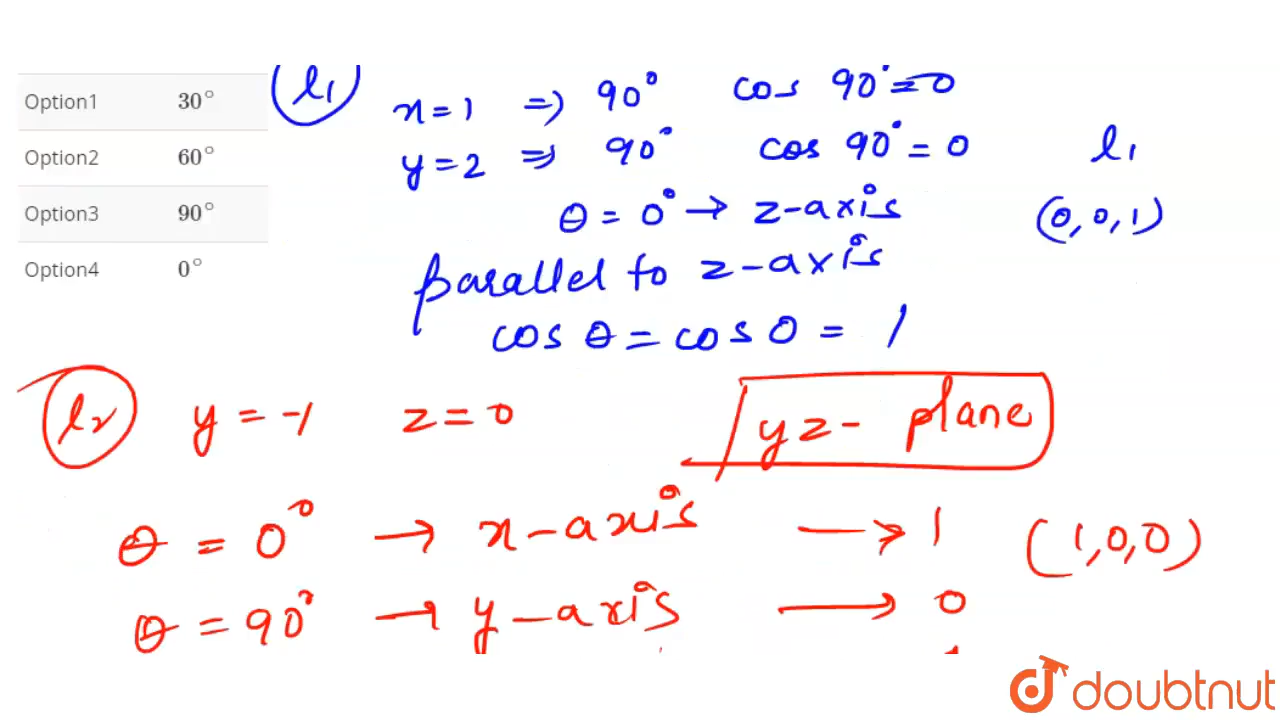 Option1 30°
Option2 60°
Option3 90°
Option4 0°
l₁
x = 1 ⇒ 90° cos 90° = 0
y = 2 ⇒ 90° cos 90° = 0 l₁
θ = 0° → z-axis (0,0,1)
parallel to z-axis
cos θ = cos 0 = 1
l₂ y = -1 z = 0 yz- plane
θ = 0° → x-axis → 1 (1,0,0)
θ = 90° → y-axis → 0
doubtnut